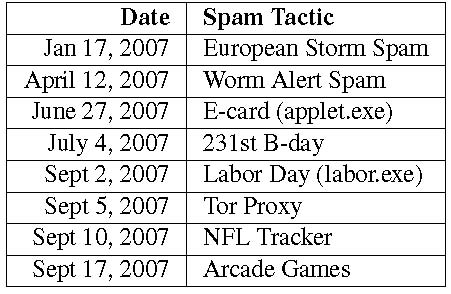 Date Spam Tactic
Jan 17, 2007 European Storm Spam
April 12, 2007 Worm Alert Spam
June 27, 2007 E-card (applet.exe)
July 4, 2007 231st B-day
Sept 2, 2007 Labor Day (labor.exe)
Sept 5, 2007 Tor Proxy
Sept 10, 2007 NFL Tracker
Sept 17, 2007 Arcade Games